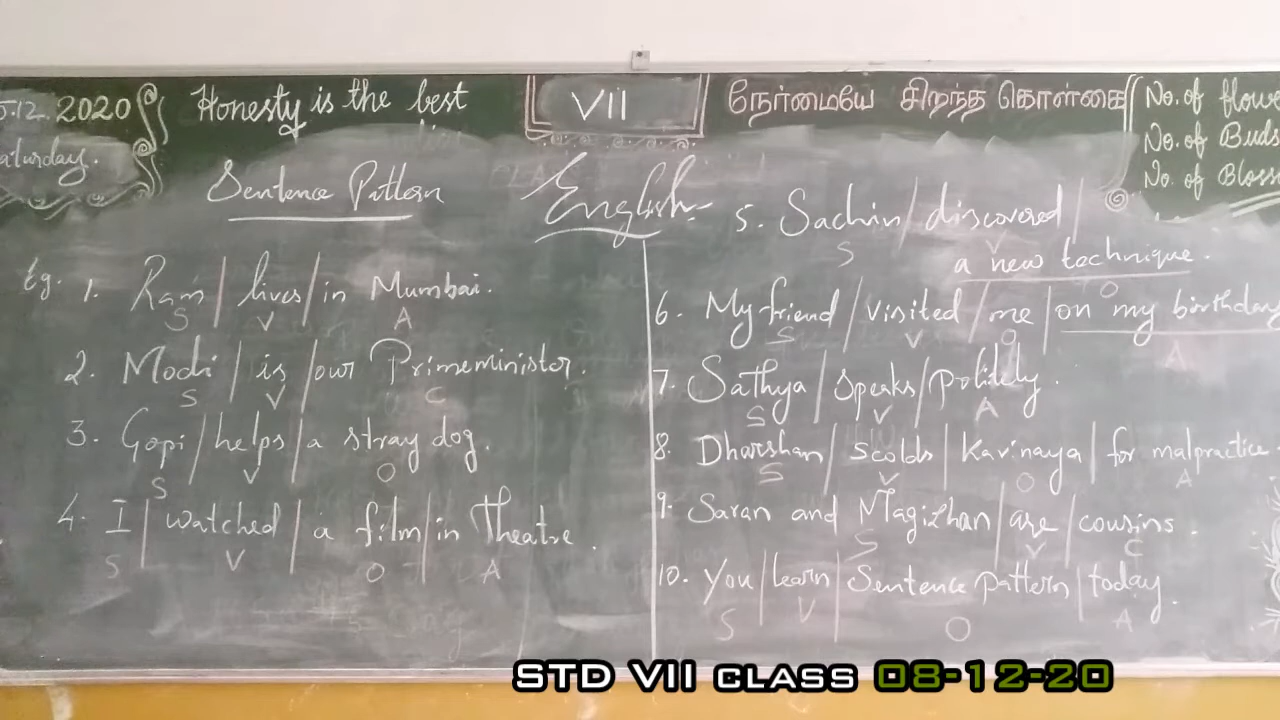 5.12.2020
aturday.
Honesty is the best
VII
நேர்மையே சிறந்த கொள்கை
No. of flowe
No. of Buds
No. of Blosso
Sentence Pattern
English
Eg. 1. Ram / lives / in Mumbai.
S V A
2. Modi / is / our Primeminister.
S V C
3. Gopi / helps / a stray dog.
S V O
4. I / watched / a film / in Theatre.
S V O A
5. Sachin / discovered /
S V
a new technique.
O
6. My friend / visited / me / on my birthday
S V O A
7. Sathya / speaks / politely.
S V A
8. Dharshan / scolds / Kavinaya / for malpractice.
S V O A
9. Saran and Magizhan / are / cousins.
S V C
10. You / learn / Sentence pattern / today.
S V O A
STD VII CLASS 08-12-20